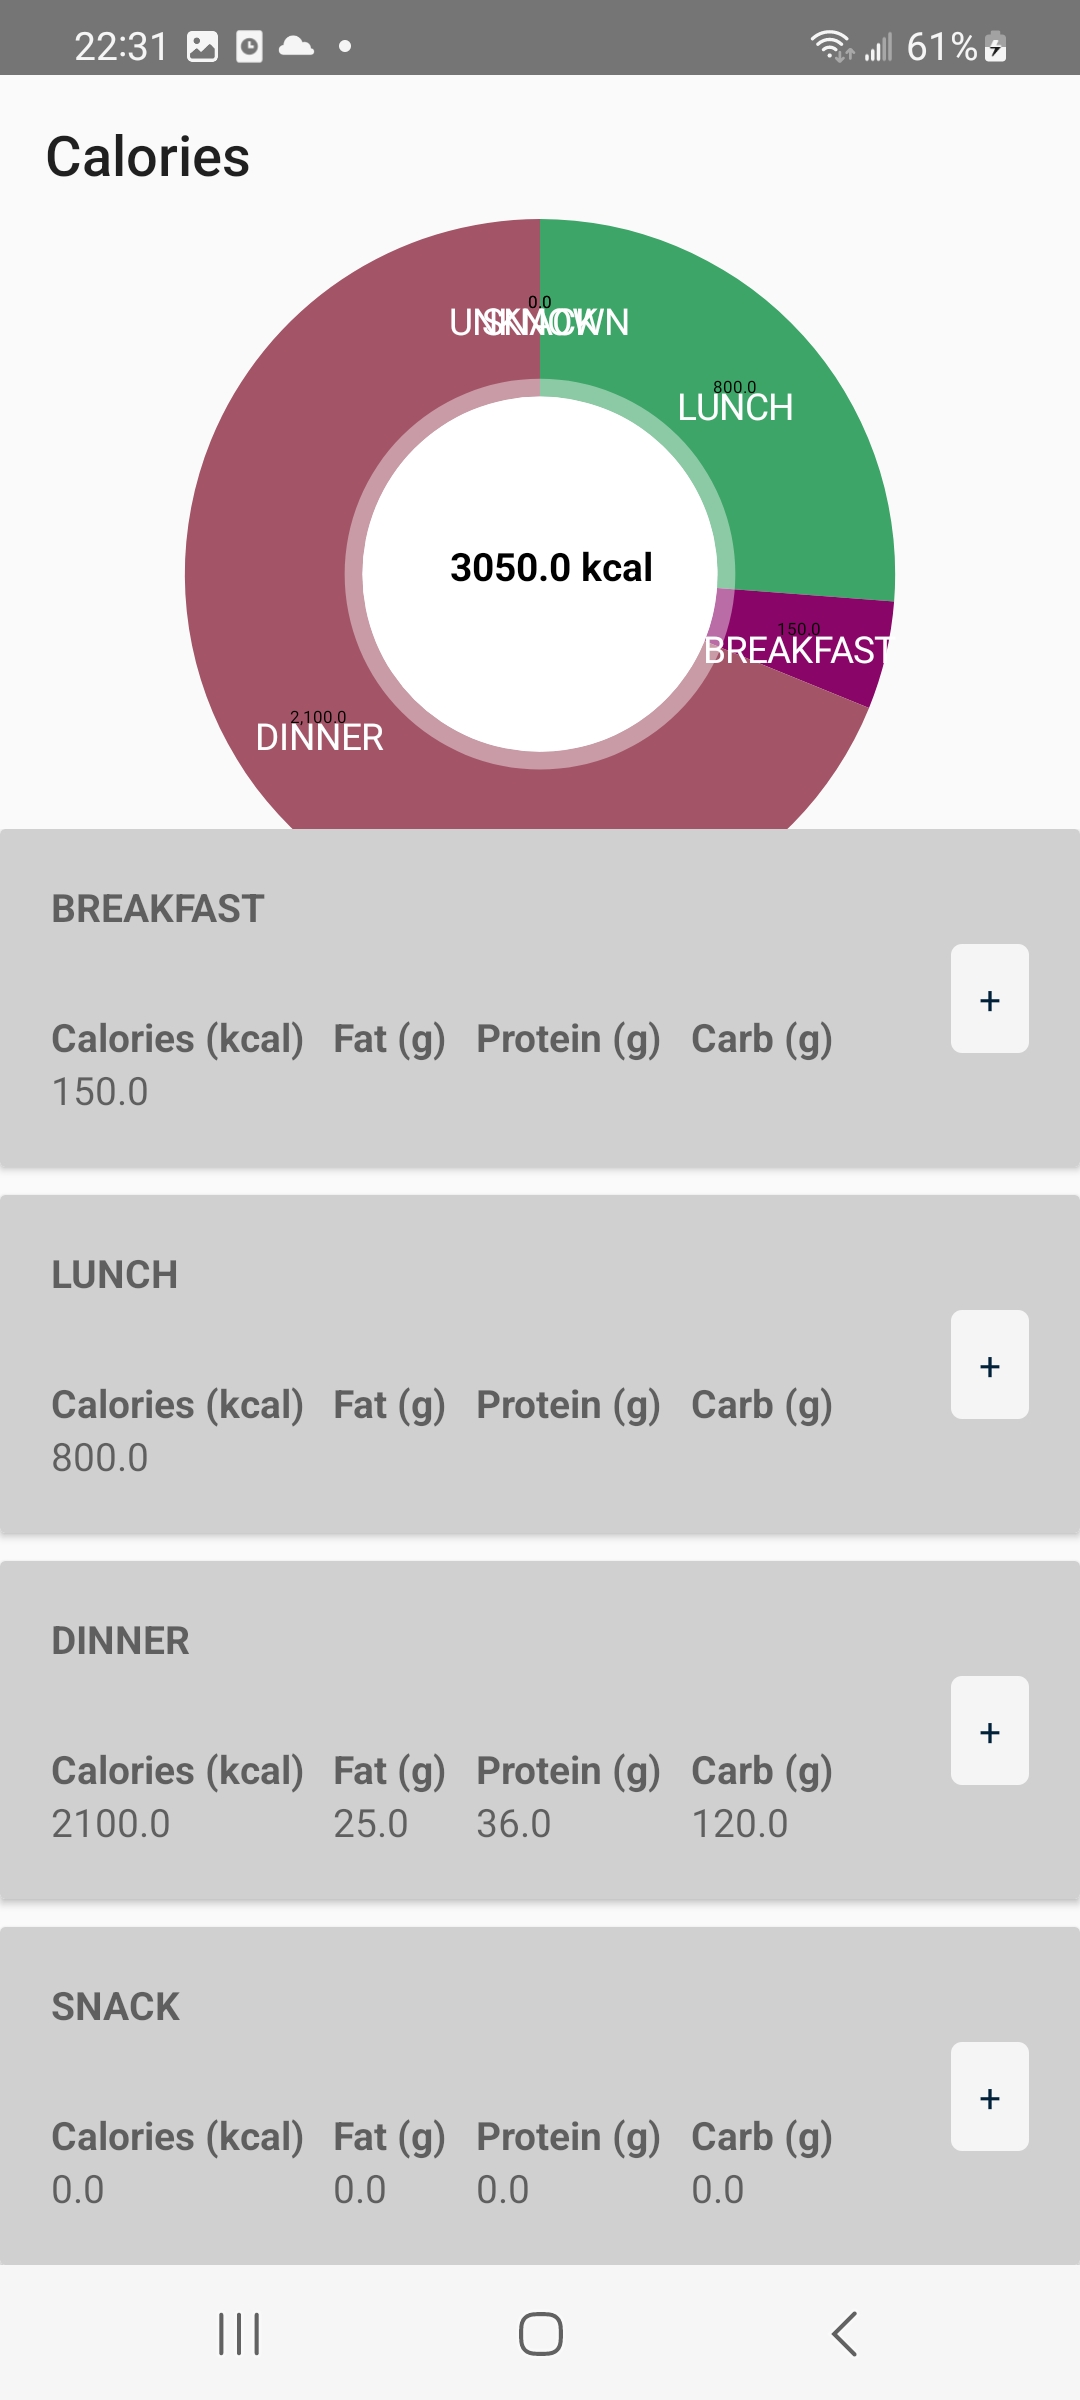 22:31 61%
Calories
0.0
UNKNOWN
SNACK
800.0
LUNCH
3050.0 kcal
150.0
BREAKFAST
2,100.0
DINNER
BREAKFAST
+
Calories (kcal) Fat (g) Protein (g) Carb (g)
150.0
LUNCH
+
Calories (kcal) Fat (g) Protein (g) Carb (g)
800.0
DINNER
+
Calories (kcal) Fat (g) Protein (g) Carb (g)
2100.0 25.0 36.0 120.0
SNACK
+
Calories (kcal) Fat (g) Protein (g) Carb (g)
0.0 0.0 0.0 0.0